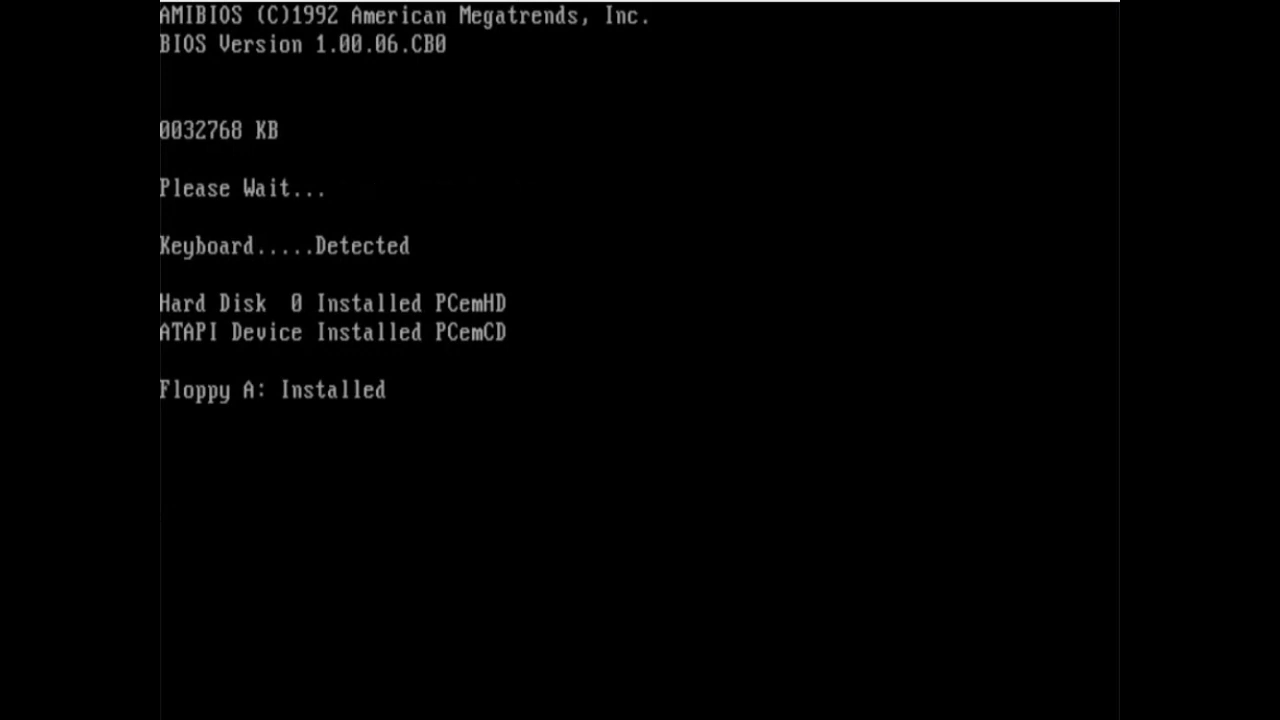 AMIBIOS (C)1992 American Megatrends, Inc.
BIOS Version 1.00.06.CB0
0032768 KB
Please Wait...
Keyboard.....Detected
Hard Disk  0 Installed PCemHD
ATAPI Device Installed PCemCD
Floppy A: Installed